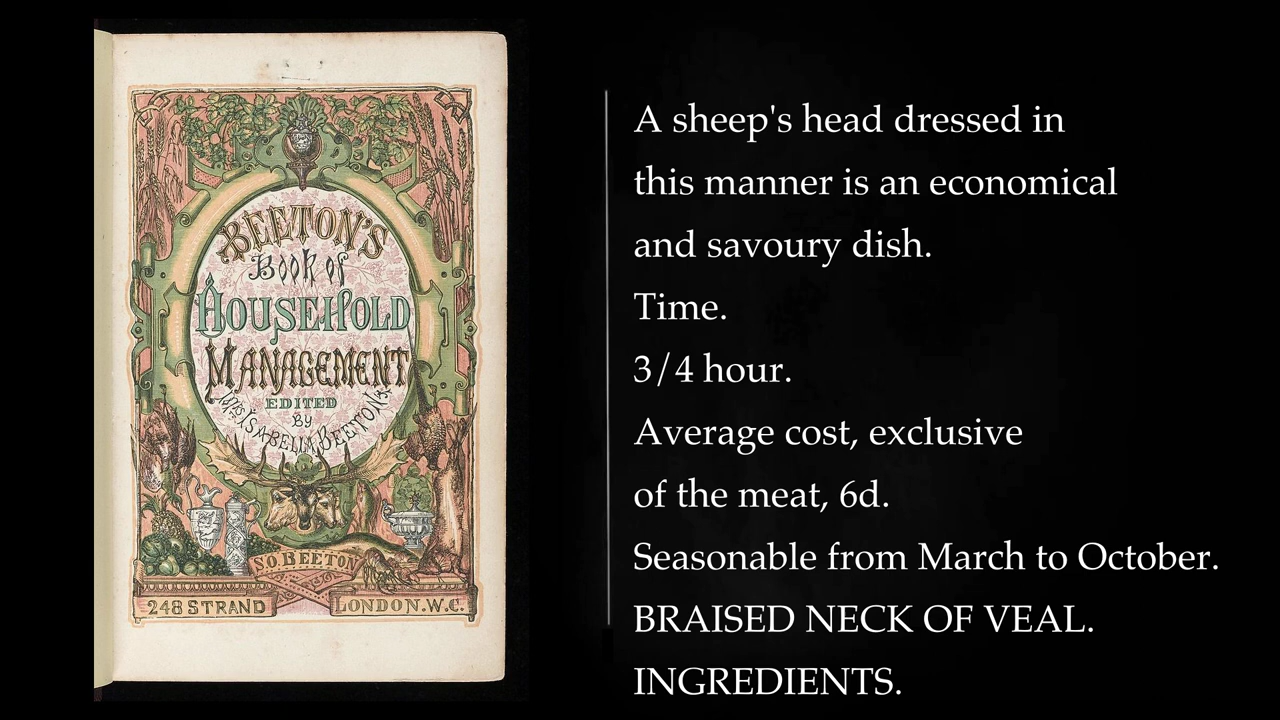 BEETON'S
Book of
HOUSEHOLD
MANAGEMENT
EDITED
BY
MRS. ISABELLA BEETON
S.O. BEETON
248 STRAND
LONDON. W.C.
A sheep's head dressed in
this manner is an economical
and savoury dish.
Time.
3/4 hour.
Average cost, exclusive
of the meat, 6d.
Seasonable from March to October.
BRAISED NECK OF VEAL.
INGREDIENTS.